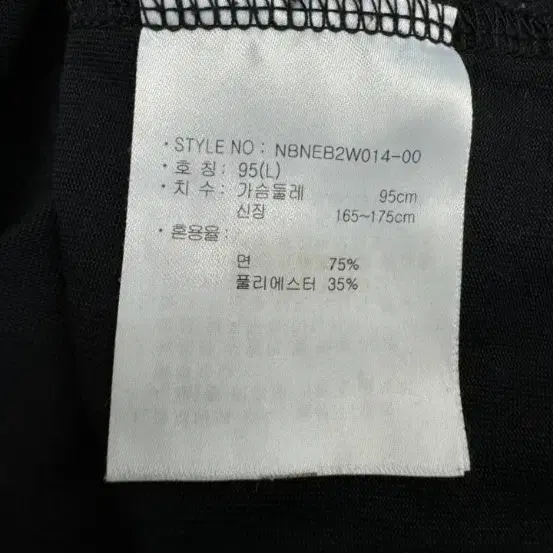 · STYLE NO : NBNEB2W014-00
· 호 칭 : 95(L)
· 치 수 : 가슴둘레 95cm
신장 165~175cm
· 혼용율 :
면 75%
폴리에스터 35%